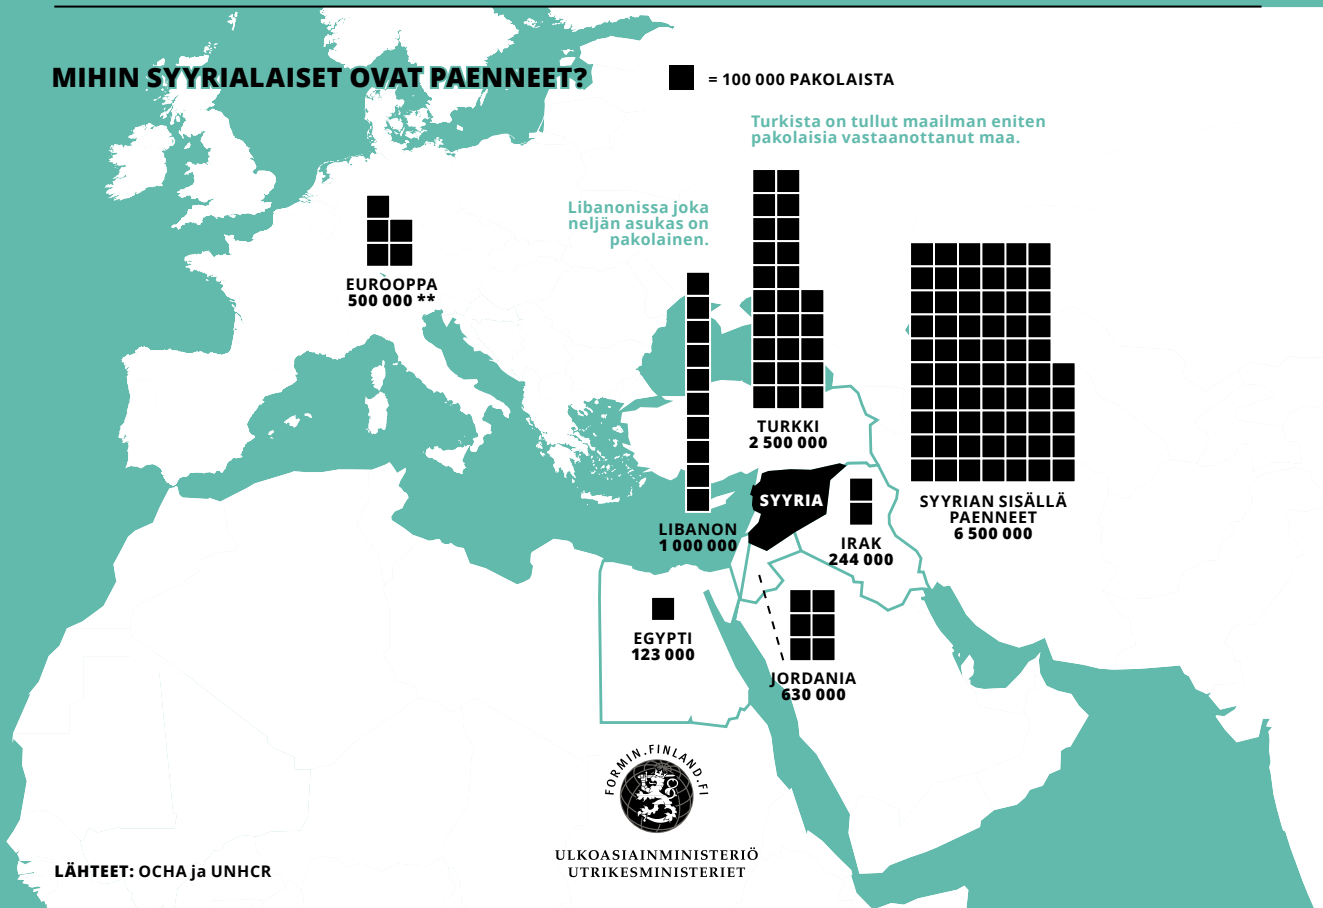 MIHIN SYYRIALAISET OVAT PAENNEET?
= 100 000 PAKOLAISTA
Turkista on tullut maailman eniten
pakolaisia vastaanottanut maa.
Libanonissa joka
neljän asukas on
pakolainen.
EUROOPPA
500 000 **
TURKKI
2 500 000
SYYRIA
LIBANON
1 000 000
IRAK
244 000
SYYRIAN SISÄLLÄ
PAENNEET
6 500 000
EGYPTI
123 000
JORDANIA
630 000
FORMIN.FINLAND.FI
ULKOASIAINMINISTERIÖ
UTRIKESMINISTERIET
LÄHTEET: OCHA ja UNHCR